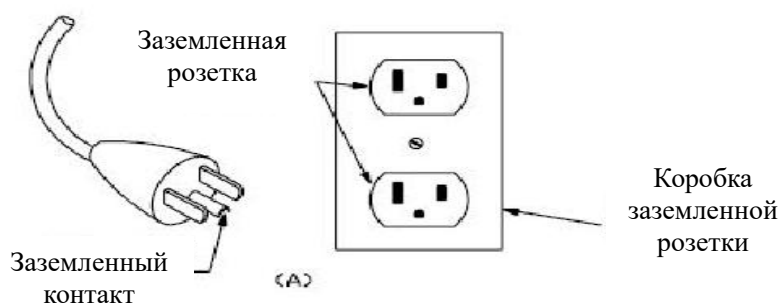 Заземленная
розетка
Коробка
заземленной
розетки
Заземленный
контакт
(A)